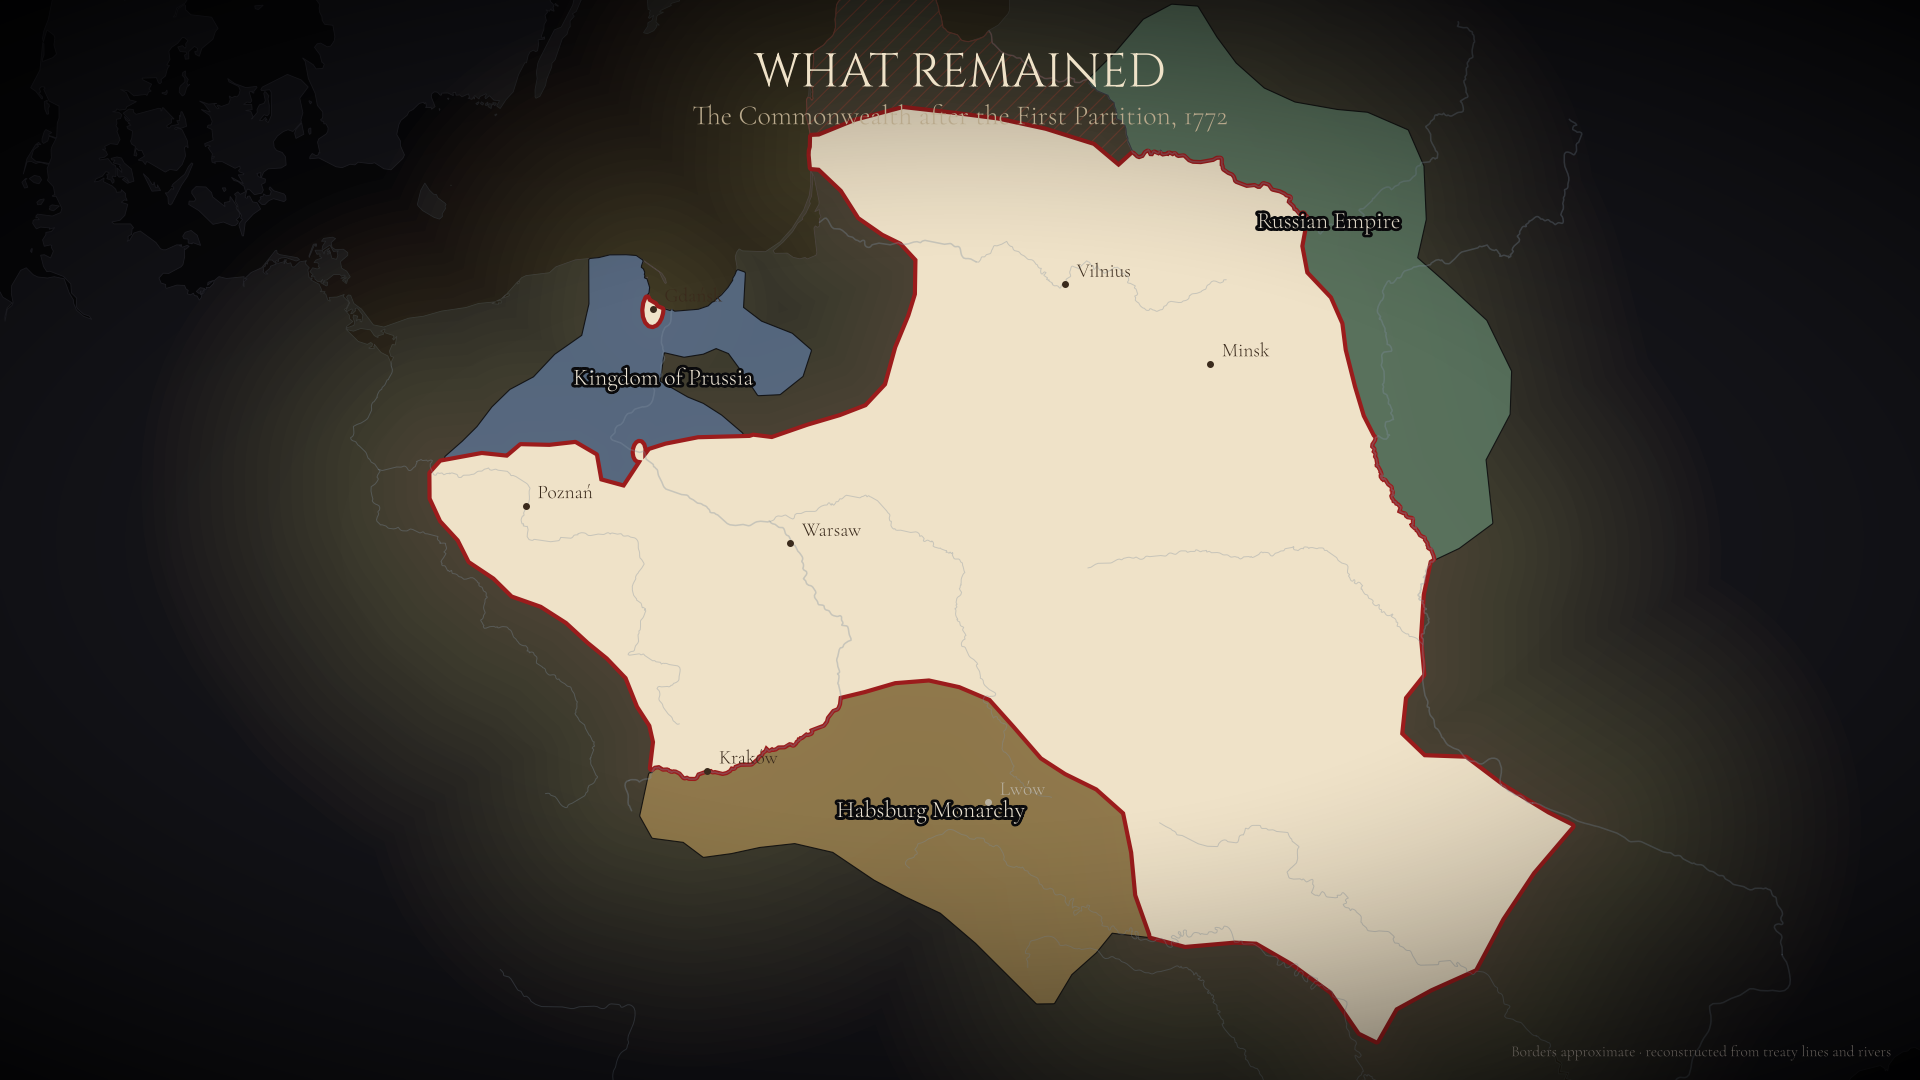 WHAT REMAINED
The Commonwealth after the First Partition, 1772
Russian Empire
Vilnius
Gdańsk
Minsk
Kingdom of Prussia
Poznań
Warsaw
Kraków
Lwów
Habsburg Monarchy
Borders approximate · reconstructed from treaty lines and rivers